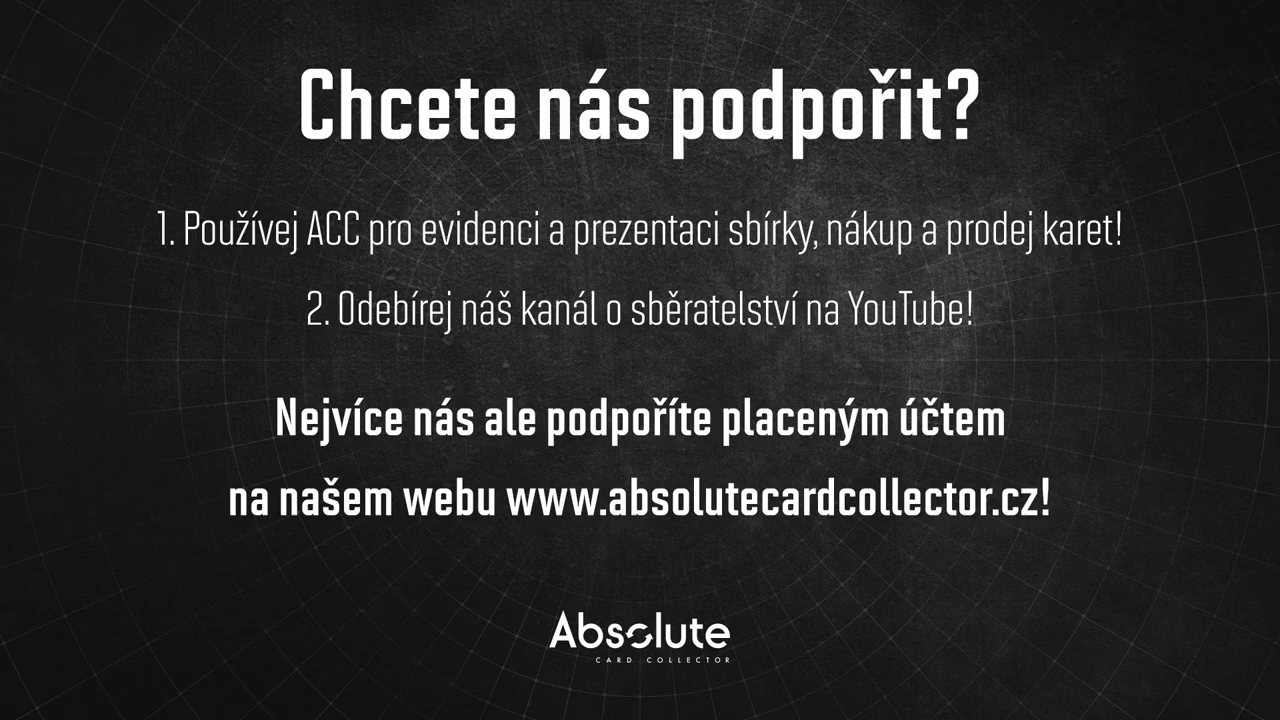 Chcete nás podpořit?
1. Používej ACC pro evidenci a prezentaci sbírky, nákup a prodej karet!
2. Odebírej náš kanál o sběratelství na YouTube!
Nejvíce nás ale podpoříte placeným účtem
na našem webu www.absolutecardcollector.cz!
Absolute
CARD COLLECTOR